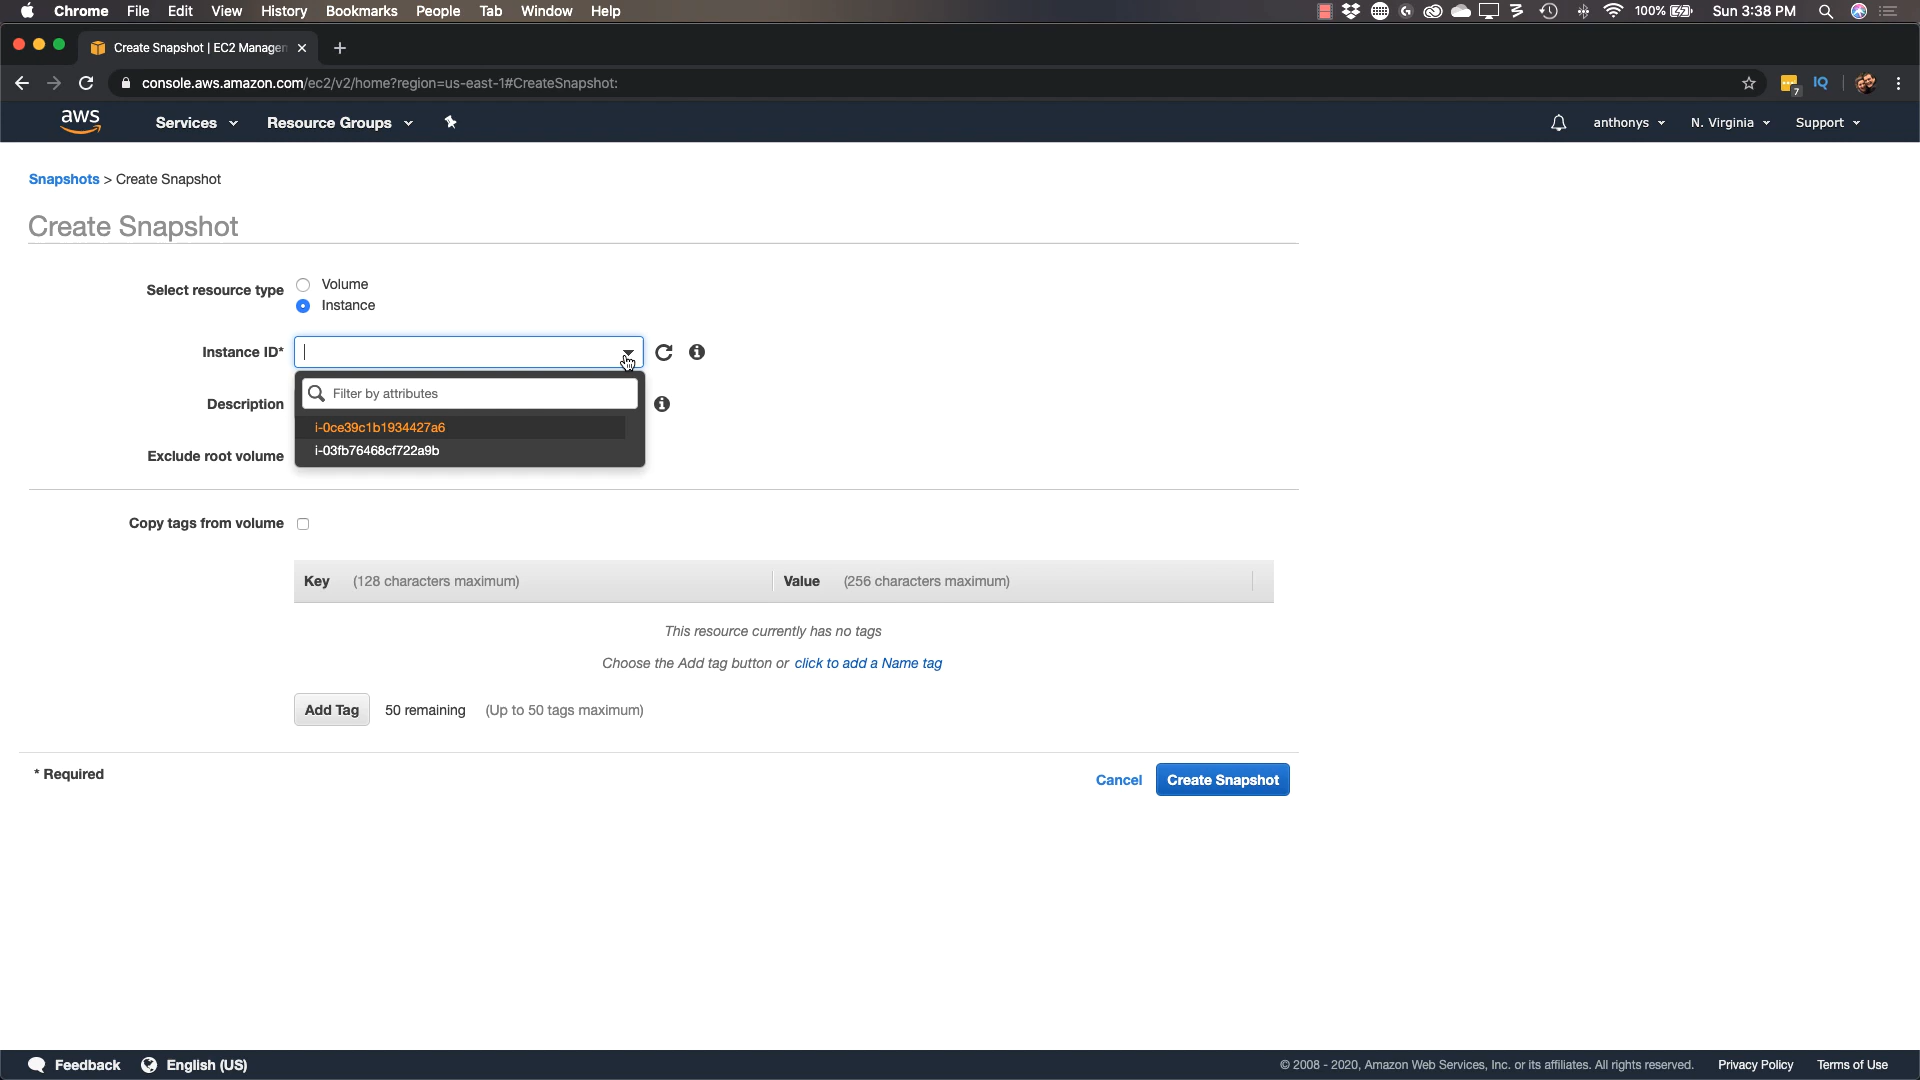 Chrome File Edit View History Bookmarks People Tab Window Help 100% Sun 3:38 PM
Create Snapshot | EC2 Managen
console.aws.amazon.com/ec2/v2/home?region=us-east-1#CreateSnapshot: 7 IQ
aws Services Resource Groups anthonys N. Virginia Support
Snapshots > Create Snapshot
Create Snapshot
Select resource type Volume
Instance
Instance ID*
Filter by attributes
Description
i-0ce39c1b1934427a6
i-03fb76468cf722a9b
Exclude root volume
Copy tags from volume
Key (128 characters maximum) Value (256 characters maximum)
This resource currently has no tags
Choose the Add tag button or click to add a Name tag
Add Tag 50 remaining (Up to 50 tags maximum)
* Required
Cancel Create Snapshot
Feedback English (US) © 2008 - 2020, Amazon Web Services, Inc. or its affiliates. All rights reserved. Privacy Policy Terms of Use